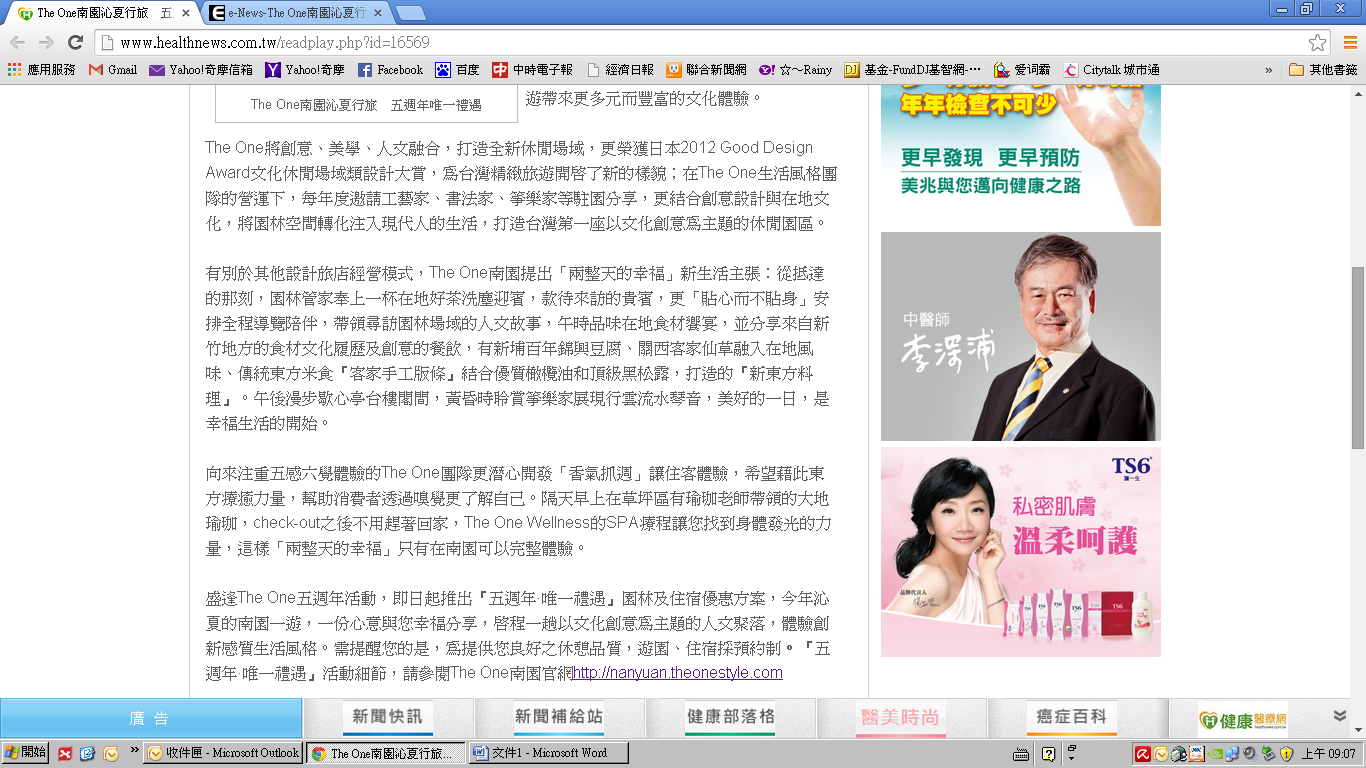 The One南園沁夏行旅　五
e-News-The One南園沁夏行
www.healthnews.com.tw/readplay.php?id=16569
應用服務 Gmail Yahoo!奇摩信箱 Yahoo!奇摩 Facebook 百度 中時電子報 經濟日報 聯合新聞網 ☆～Rainy 基金-FundDJ基智網-… 爱词霸 Citytalk 城市通 » 其他書籤
The One南園沁夏行旅　五週年唯一禮遇
遊帶來更多元而豐富的文化體驗。
The One將創意、美學、人文融合，打造全新休閒場域，更榮獲日本2012 Good Design
Award文化休閒場域類設計大賞，為台灣精緻旅遊開啓了新的樣貌；在The One生活風格團
隊的營運下，每年度邀請工藝家、書法家、箏樂家等駐園分享，更結合創意設計與在地文
化，將園林空間轉化注入現代人的生活，打造台灣第一座以文化創意為主題的休閒園區。
有別於其他設計旅店經營模式，The One南園提出「兩整天的幸福」新生活主張：從抵達
的那刻，園林管家奉上一杯在地好茶洗塵迎賓，款待來訪的貴賓，更「貼心而不貼身」安
排全程導覽陪伴，帶領尋訪園林場域的人文故事，午時品味在地食材饗宴，並分享來自新
竹地方的食材文化履歷及創意的餐飲，有新埔百年錦興豆腐、關西客家仙草融入在地風
味、傳統東方米食『客家手工粄條』結合優質橄欖油和頂級黑松露，打造的『新東方料
理』。午後漫步歇心亭台樓閣間，黃昏時聆賞箏樂家展現行雲流水琴音，美好的一日，是
幸福生活的開始。
向來注重五感六覺體驗的The One團隊更潛心開發「香氣抓週」讓住客體驗，希望藉此東
方療癒力量，幫助消費者透過嗅覺更了解自己。隔天早上在草坪區有瑜珈老師帶領的大地
瑜珈，check-out之後不用趕著回家，The One Wellness的SPA療程讓您找到身體發光的力
量，這樣「兩整天的幸福」只有在南園可以完整體驗。
盛逢The One五週年活動，即日起推出『五週年‧唯一禮遇』園林及住宿優惠方案，今年沁
夏的南園一遊，一份心意與您幸福分享，啓程一趟以文化創意為主題的人文聚落，體驗創
新感質生活風格。需提醒您的是，為提供您良好之休憩品質，遊園、住宿採預約制。『五
週年‧唯一禮遇』活動細節，請參閱The One南園官網http://nanyuan.theonestyle.com
年年檢查不可少
更早發現 更早預防
美兆與您邁向健康之路
中醫師
李深浦
TS6
護一生
私密肌膚
溫柔呵護
品牌代言人
廣 告
新聞快訊
新聞補給站
健康部落格
醫美時尚
癌症百科
健康醫療網
healthnews.com.tw
開始 收件匣 - Microsoft Outlook The One南園沁夏行旅... 文件1 - Microsoft Word 上午 09:07